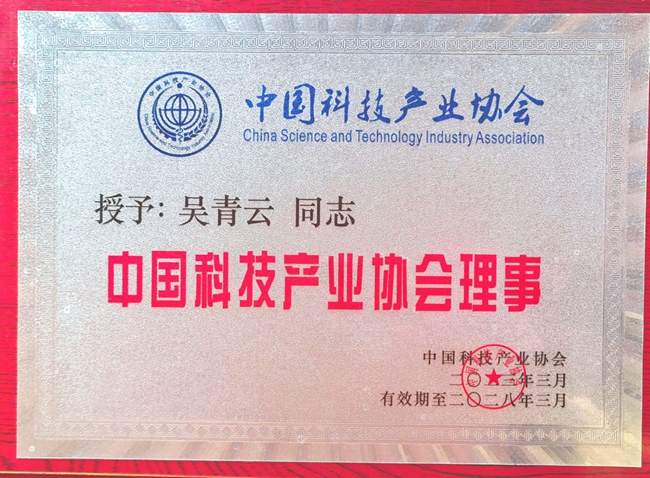 中国科技产业协会
China Science and Technology Industry Association
授予：吴青云 同志
中国科技产业协会理事
中国科技产业协会
二〇二三年三月
有效期至二〇二八年三月